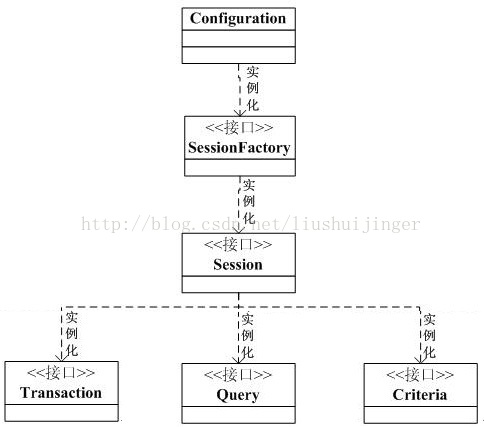 Configuration
实例化
<<接口>>
SessionFactory
实例化
http://blog.csdn.net/liushuijinger
<<接口>>
Session
实例化
实例化
实例化
<<接口>>
Transaction
<<接口>>
Query
<<接口>>
Criteria